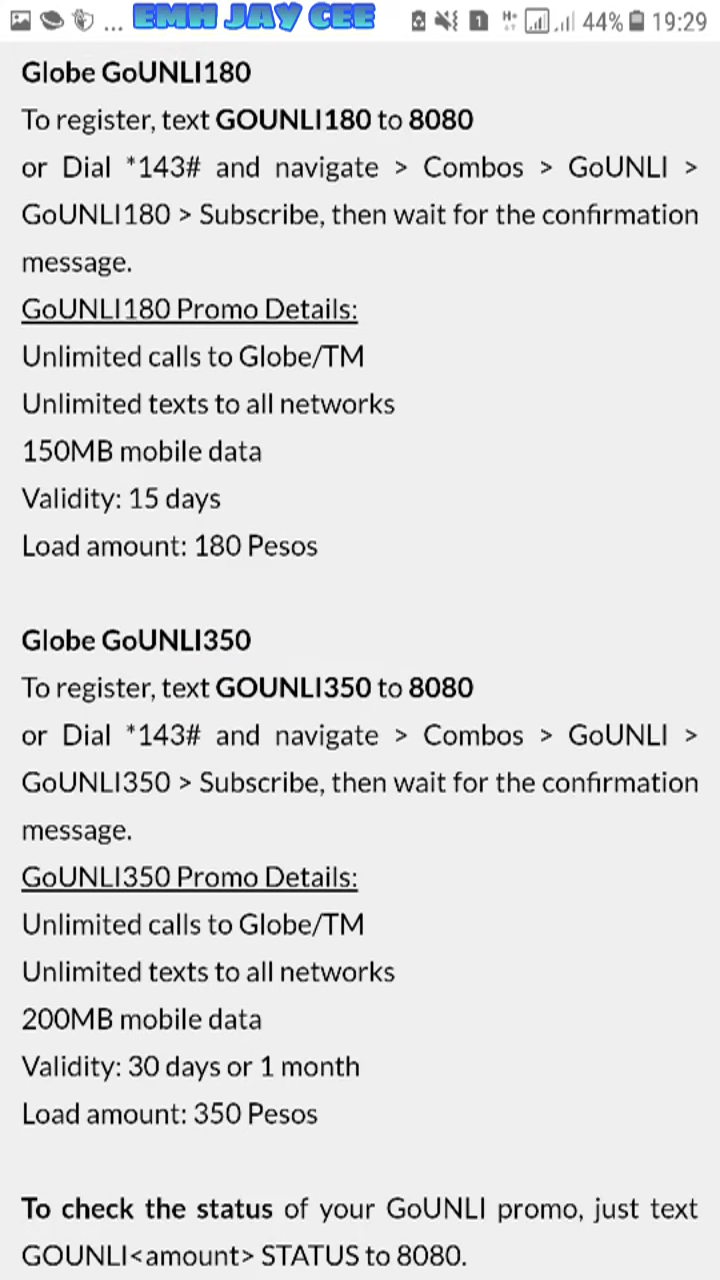 ... EMH JAY CEE 1 H+ 44% 19:29
Globe GoUNLI180
To register, text GOUNLI180 to 8080
or Dial *143# and navigate > Combos > GoUNLI >
GoUNLI180 > Subscribe, then wait for the confirmation
message.
GoUNLI180 Promo Details:
Unlimited calls to Globe/TM
Unlimited texts to all networks
150MB mobile data
Validity: 15 days
Load amount: 180 Pesos
Globe GoUNLI350
To register, text GOUNLI350 to 8080
or Dial *143# and navigate > Combos > GoUNLI >
GoUNLI350 > Subscribe, then wait for the confirmation
message.
GoUNLI350 Promo Details:
Unlimited calls to Globe/TM
Unlimited texts to all networks
200MB mobile data
Validity: 30 days or 1 month
Load amount: 350 Pesos
To check the status of your GoUNLI promo, just text
GOUNLI<amount> STATUS to 8080.